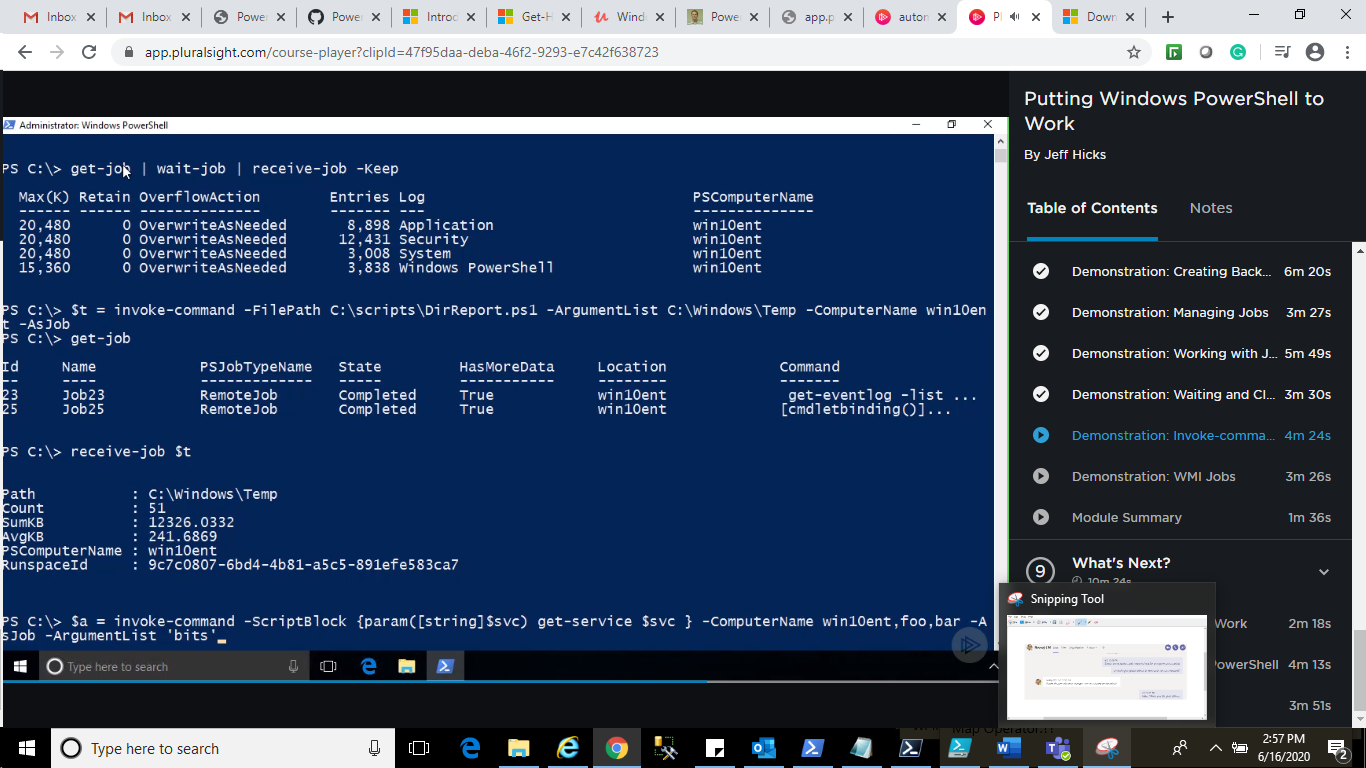 Inbox
Inbox
Power
Power
Introd
Get-H
Wind
Powe
app.p
auton
Pl
Down
app.pluralsight.com/course-player?clipId=47f95daa-deba-46f2-9293-e7c42f638723
Administrator: Windows PowerShell
PS C:\> get-job | wait-job | receive-job -Keep
Max(K) Retain OverflowAction Entries Log PSComputerName
------ ------ -------------- ------- --- --------------
20,480 0 OverwriteAsNeeded 8,898 Application win10ent
20,480 0 OverwriteAsNeeded 12,431 Security win10ent
20,480 0 OverwriteAsNeeded 3,008 System win10ent
15,360 0 OverwriteAsNeeded 3,838 Windows PowerShell win10ent
PS C:\> $t = invoke-command -FilePath C:\scripts\DirReport.ps1 -ArgumentList C:\Windows\Temp -ComputerName win10en
t -AsJob
PS C:\> get-job
Id Name PSJobTypeName State HasMoreData Location Command
-- ---- ------------- ----- ----------- -------- -------
23 Job23 RemoteJob Completed True win10ent get-eventlog -list ...
25 Job25 RemoteJob Completed True win10ent [cmdletbinding()]...
PS C:\> receive-job $t
Path : C:\Windows\Temp
Count : 51
SumKB : 12326.0332
AvgKB : 241.6869
PSComputerName : win10ent
RunspaceId : 9c7c0807-6bd4-4b81-a5c5-891efe583ca7
PS C:\> $a = invoke-command -ScriptBlock {param([string]$svc) get-service $svc } -ComputerName win10ent,foo,bar -A
sJob -ArgumentList 'bits'_
Type here to search
Putting Windows PowerShell to
Work
By Jeff Hicks
Table of Contents
Notes
Demonstration: Creating Back... 6m 20s
Demonstration: Managing Jobs 3m 27s
Demonstration: Working with J... 5m 49s
Demonstration: Waiting and Cl... 3m 30s
Demonstration: Invoke-comma... 4m 24s
Demonstration: WMI Jobs 3m 26s
Module Summary 1m 36s
9 What's Next?
10m 24s
Snipping Tool
Work 2m 18s
PowerShell 4m 13s
3m 51s
Type here to search
2:57 PM
6/16/2020
2